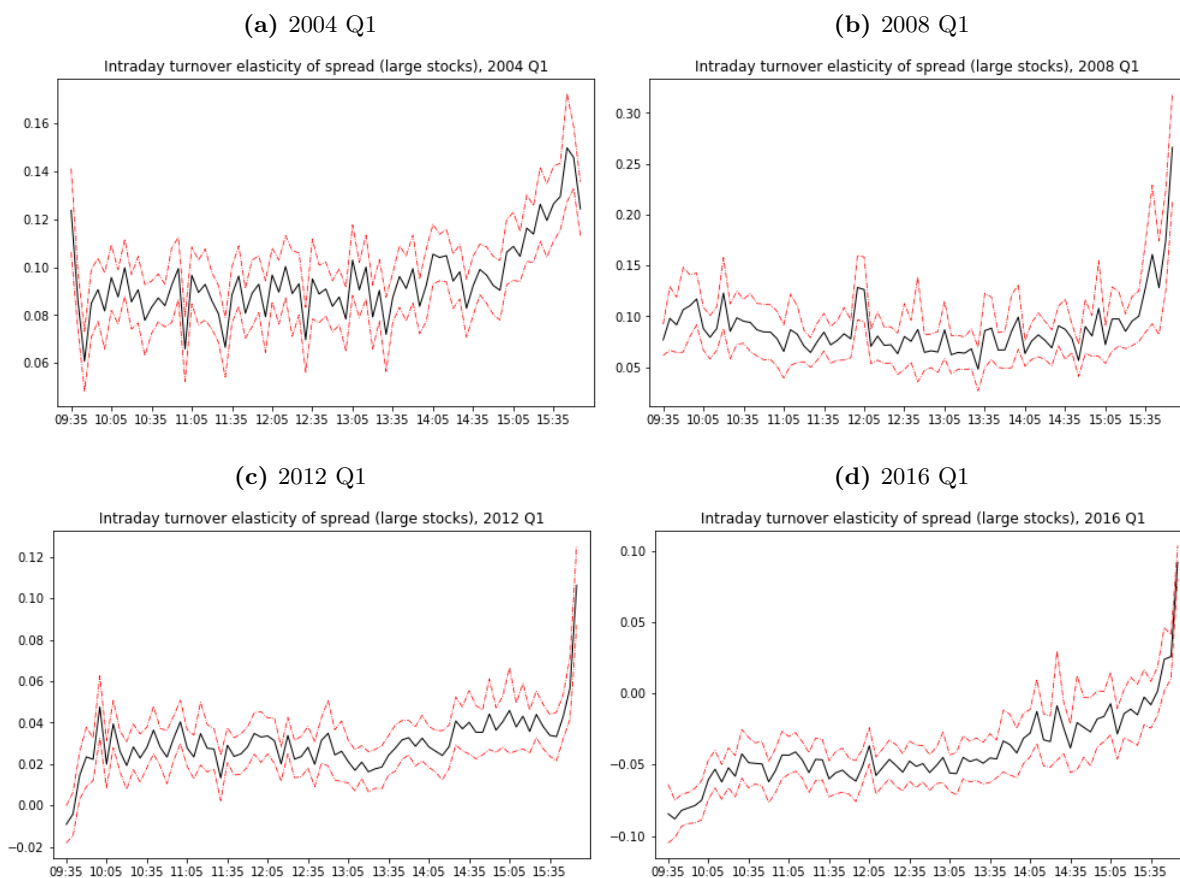 (a) 2004 Q1
Intraday turnover elasticity of spread (large stocks), 2004 Q1
0.16
0.14
0.12
0.10
0.08
0.06
09:35 10:05 10:35 11:05 11:35 12:05 12:35 13:05 13:35 14:05 14:35 15:05 15:35
(b) 2008 Q1
Intraday turnover elasticity of spread (large stocks), 2008 Q1
0.30
0.25
0.20
0.15
0.10
0.05
09:35 10:05 10:35 11:05 11:35 12:05 12:35 13:05 13:35 14:05 14:35 15:05 15:35
(c) 2012 Q1
Intraday turnover elasticity of spread (large stocks), 2012 Q1
0.12
0.10
0.08
0.06
0.04
0.02
0.00
−0.02
09:35 10:05 10:35 11:05 11:35 12:05 12:35 13:05 13:35 14:05 14:35 15:05 15:35
(d) 2016 Q1
Intraday turnover elasticity of spread (large stocks), 2016 Q1
0.10
0.05
0.00
−0.05
−0.10
09:35 10:05 10:35 11:05 11:35 12:05 12:35 13:05 13:35 14:05 14:35 15:05 15:35